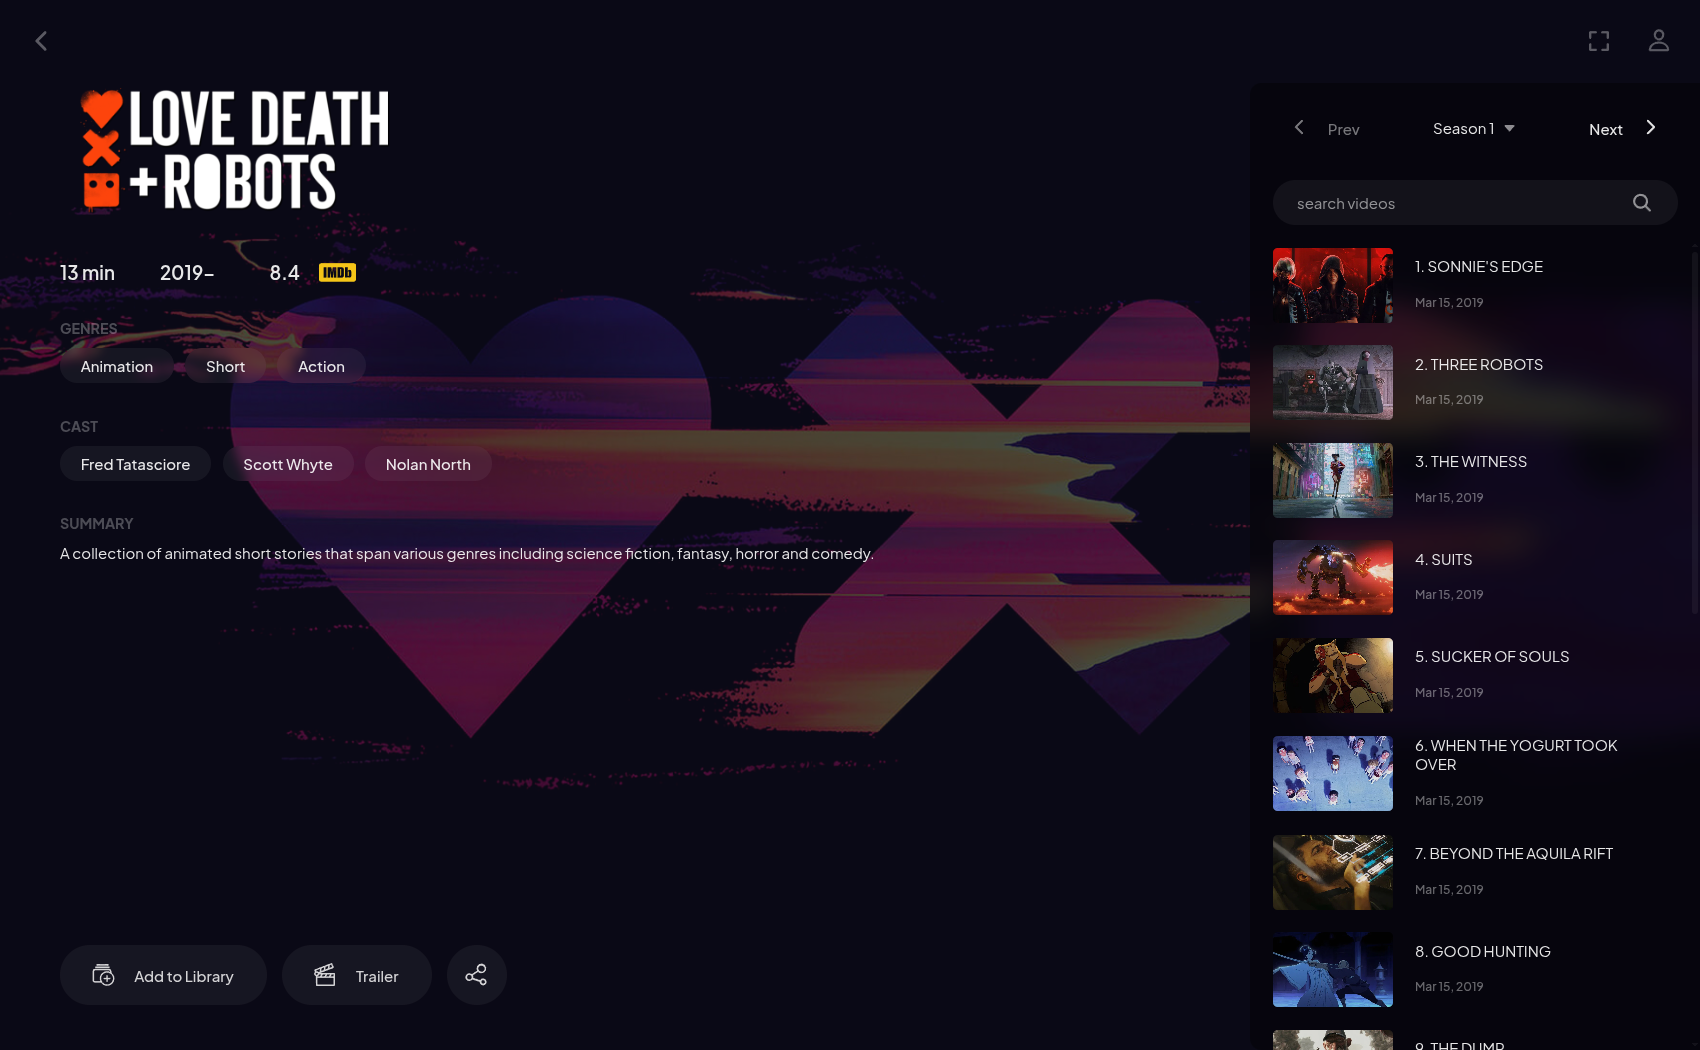 LOVE DEATH
+ROBOTS
13 min 2019– 8.4 IMDb
GENRES
Animation Short Action
CAST
Fred Tatasciore Scott Whyte Nolan North
SUMMARY
A collection of animated short stories that span various genres including science fiction, fantasy, horror and comedy.
Add to Library Trailer
Prev Season 1 Next
search videos
1. SONNIE'S EDGE
Mar 15, 2019
2. THREE ROBOTS
Mar 15, 2019
3. THE WITNESS
Mar 15, 2019
4. SUITS
Mar 15, 2019
5. SUCKER OF SOULS
Mar 15, 2019
6. WHEN THE YOGURT TOOK
OVER
Mar 15, 2019
7. BEYOND THE AQUILA RIFT
Mar 15, 2019
8. GOOD HUNTING
Mar 15, 2019
9. THE DUMP